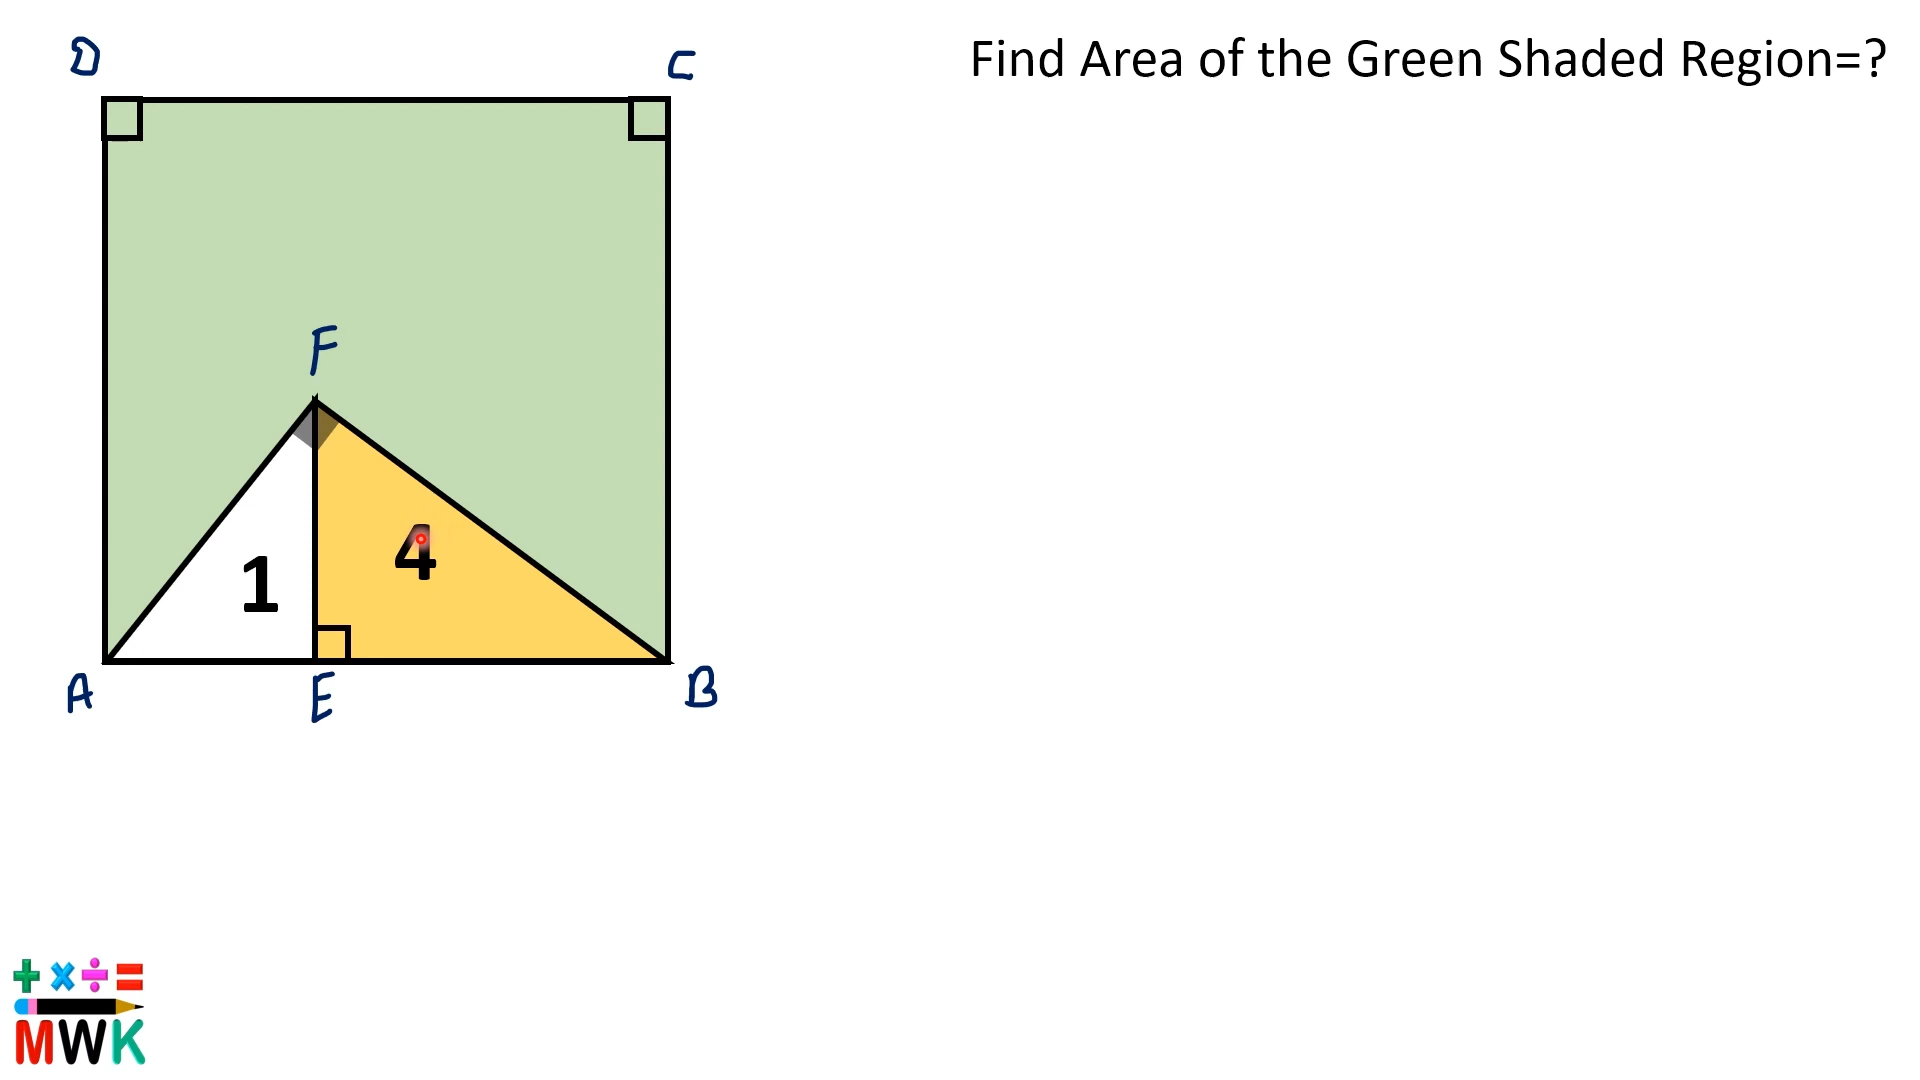 Find Area of the Green Shaded Region=?
D
C
F
1
4
A
E
B
+×÷=
MWK